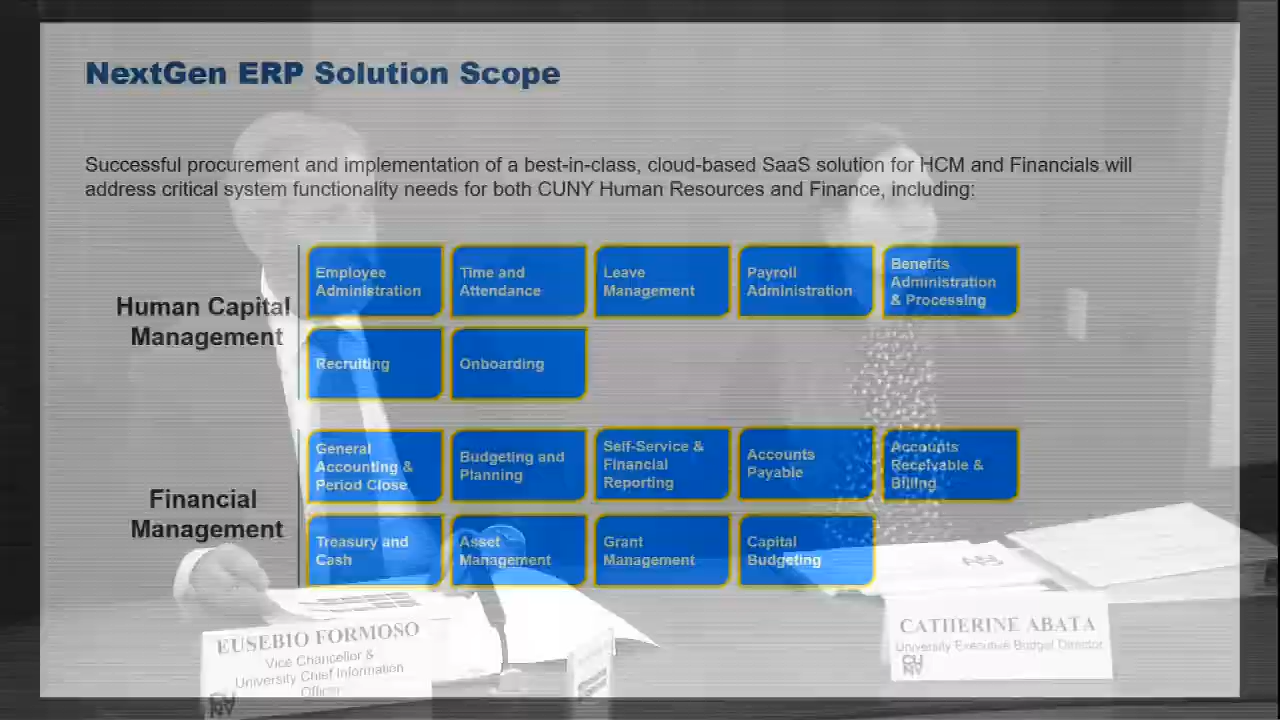 NextGen ERP Solution Scope
Successful procurement and implementation of a best-in-class, cloud-based SaaS solution for HCM and Financials will
address critical system functionality needs for both CUNY Human Resources and Finance, including:
Human Capital
Management
Employee
Administration
Time and
Attendance
Leave
Management
Payroll
Administration
Benefits
Administration
& Processing
Recruiting
Onboarding
Financial
Management
General
Accounting &
Period Close
Budgeting and
Planning
Self-Service &
Financial
Reporting
Accounts
Payable
Accounts
Receivable &
Billing
Treasury and
Cash
Asset
Management
Grant
Management
Capital
Budgeting
EUSEBIO FORMOSO
Vice Chancellor &
University Chief Information
Officer
CATHERINE ABATA
University Executive Budget Director
CU
NY